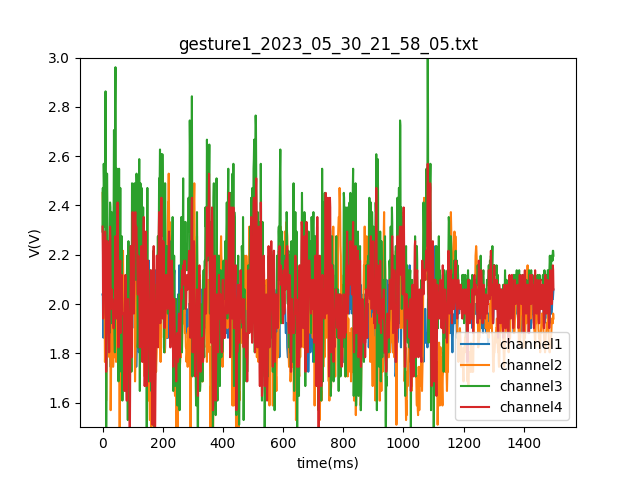 gesture1_2023_05_30_21_58_05.txt
3.0
2.8
2.6
2.4
2.2
2.0
1.8
1.6
V(V)
0 200 400 600 800 1000 1200 1400
time(ms)
channel1
channel2
channel3
channel4